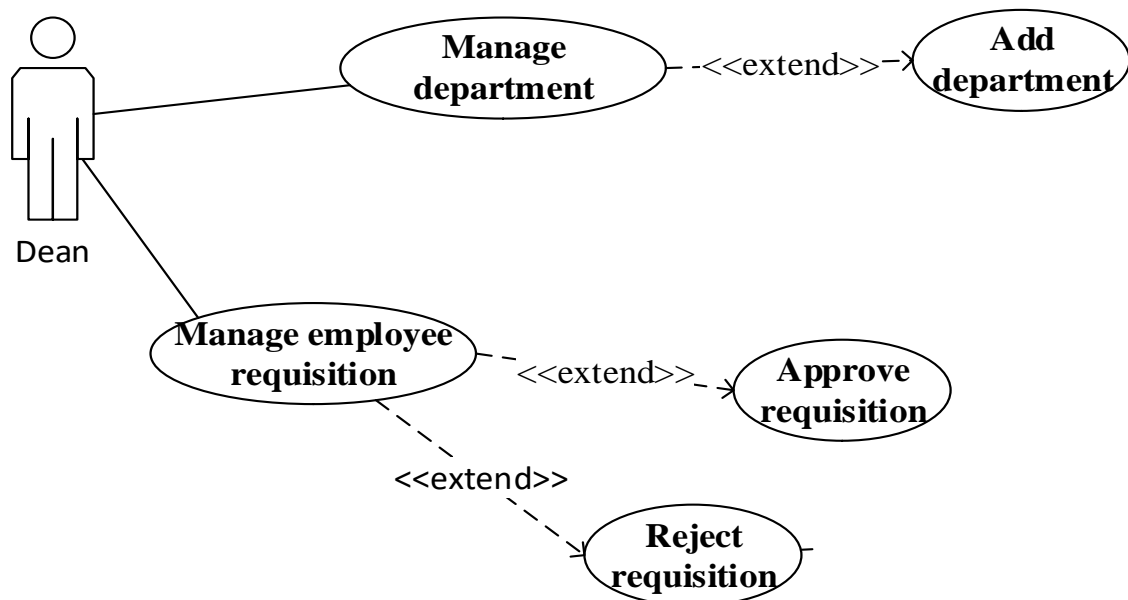 Manage
department
<<extend>>
Add
department
Dean
Manage employee
requisition
<<extend>>
Approve
requisition
<<extend>>
Reject
requisition